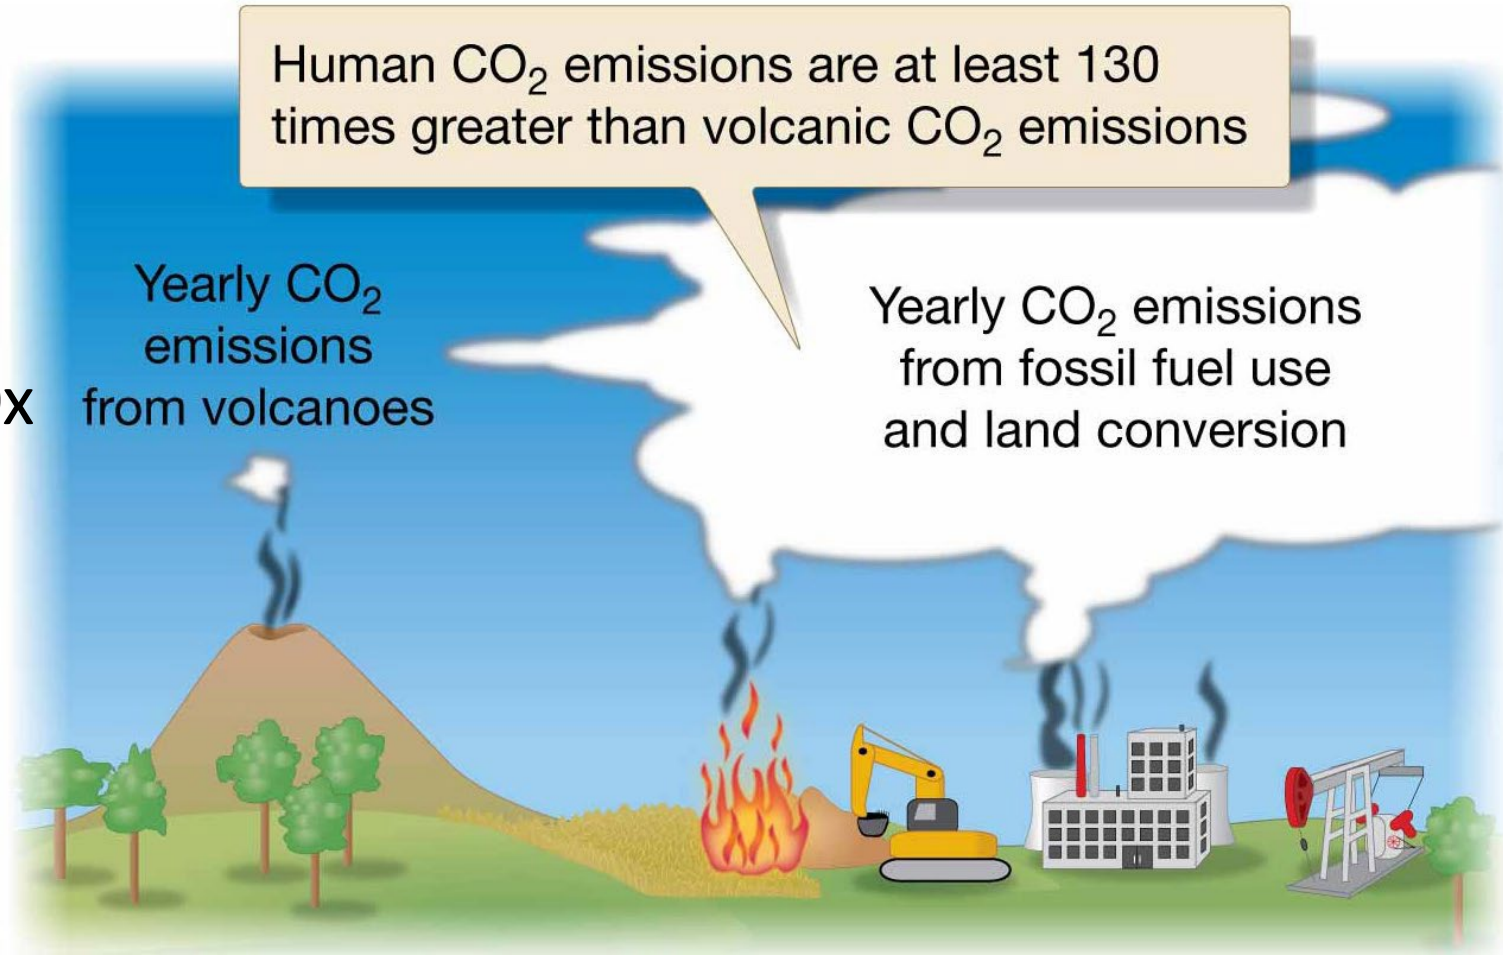 Human CO₂ emissions are at least 130
times greater than volcanic CO₂ emissions
Yearly CO₂
emissions
from volcanoes
Yearly CO₂ emissions
from fossil fuel use
and land conversion